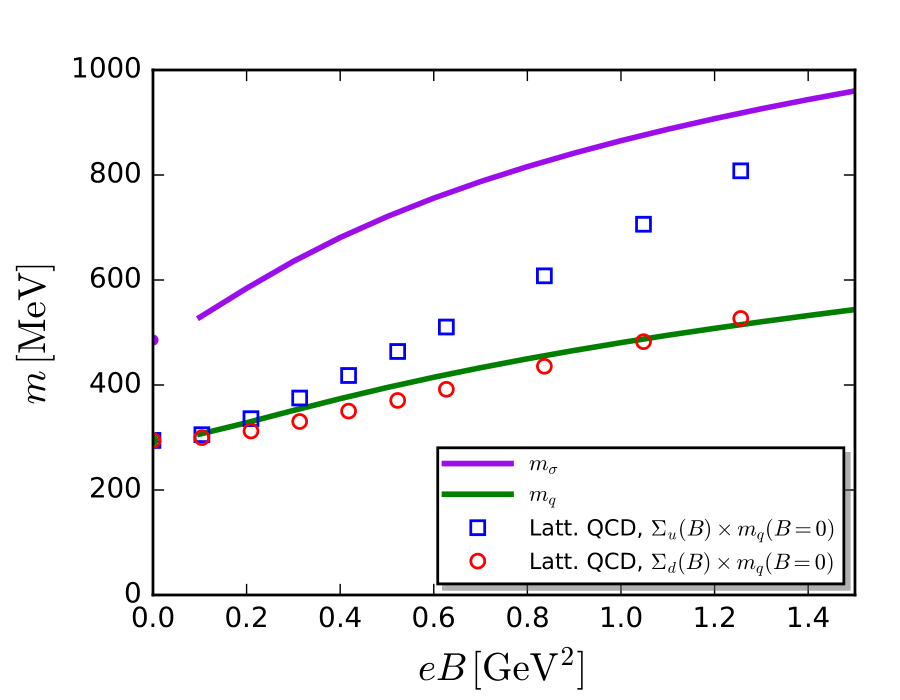 1000
800
600
400
200
0
0.0 0.2 0.4 0.6 0.8 1.0 1.2 1.4
m [MeV]
eB [GeV²]
m_σ
m_q
Latt. QCD, Σ_u(B) × m_q(B=0)
Latt. QCD, Σ_d(B) × m_q(B=0)